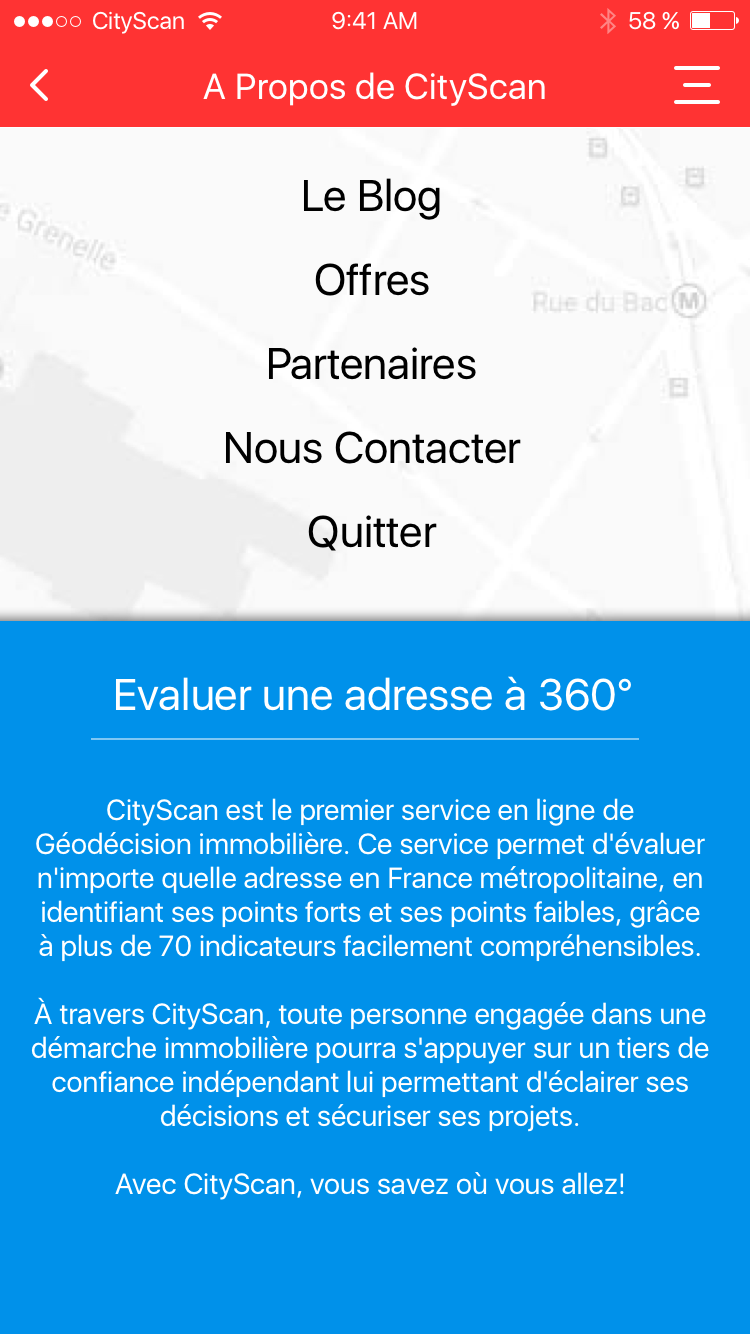 CityScan 9:41 AM 58 %
A Propos de CityScan
Le Blog
e Grenelle
Offres
Rue du Bac M
Partenaires
Nous Contacter
Quitter
Evaluer une adresse à 360°
CityScan est le premier service en ligne de
Géodécision immobilière. Ce service permet d'évaluer
n'importe quelle adresse en France métropolitaine, en
identifiant ses points forts et ses points faibles, grâce
à plus de 70 indicateurs facilement compréhensibles.
À travers CityScan, toute personne engagée dans une
démarche immobilière pourra s'appuyer sur un tiers de
confiance indépendant lui permettant d'éclairer ses
décisions et sécuriser ses projets.
Avec CityScan, vous savez où vous allez!